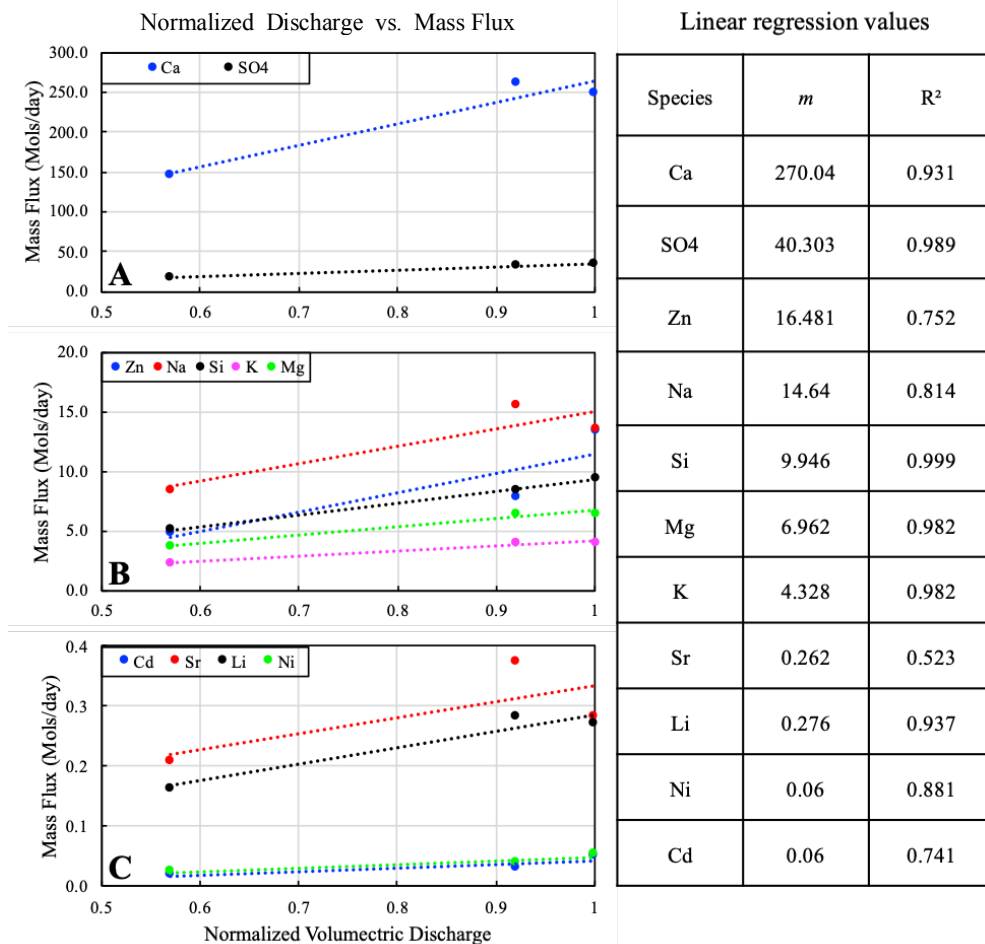 Normalized Discharge vs. Mass Flux
Mass Flux (Mols/day)
300.0
250.0
200.0
150.0
100.0
50.0
0.0
Ca SO4
A
0.5 0.6 0.7 0.8 0.9 1
Mass Flux (Mols/day)
20.0
15.0
10.0
5.0
0.0
Zn Na Si K Mg
B
0.5 0.6 0.7 0.8 0.9 1
Mass Flux (Mols/day)
0.4
0.3
0.2
0.1
0.0
Cd Sr Li Ni
C
0.5 0.6 0.7 0.8 0.9 1
Normalized Volumectric Discharge
Linear regression values
Species m R²
Ca 270.04 0.931
SO4 40.303 0.989
Zn 16.481 0.752
Na 14.64 0.814
Si 9.946 0.999
Mg 6.962 0.982
K 4.328 0.982
Sr 0.262 0.523
Li 0.276 0.937
Ni 0.06 0.881
Cd 0.06 0.741